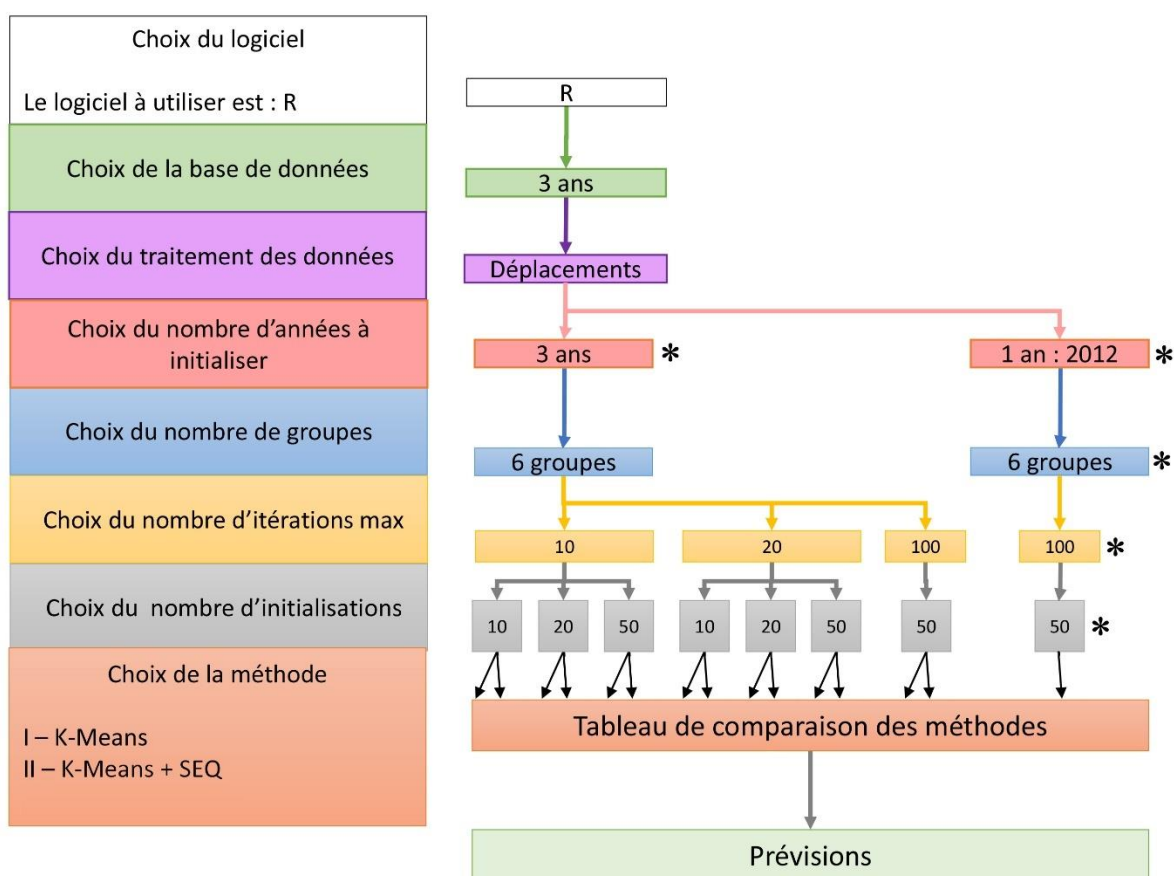 Choix du logiciel
Le logiciel à utiliser est : R
R
Choix de la base de données
3 ans
Choix du traitement des données
Déplacements
Choix du nombre d'années à
initialiser
3 ans *
1 an : 2012 *
Choix du nombre de groupes
6 groupes
6 groupes *
Choix du nombre d'itérations max
10
20
100
100 *
Choix du nombre d'initialisations
10
20
50
10
20
50
50
50 *
Choix de la méthode
I – K-Means
II – K-Means + SEQ
Tableau de comparaison des méthodes
Prévisions